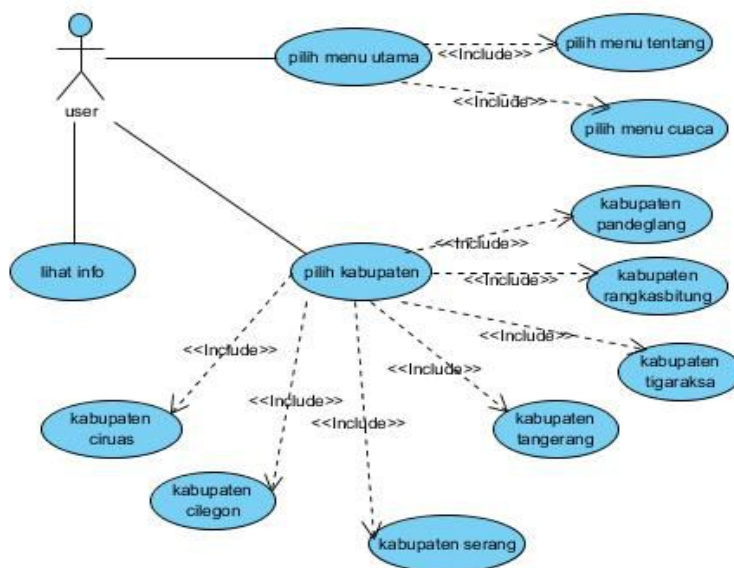 user
pilih menu utama
<<Include>>
pilih menu tentang
<<Include>>
pilih menu cuaca
lihat info
pilih kabupaten
<<Include>>
kabupaten
pandeglang
<<Include>>
kabupaten
rangkasbitung
<<Include>>
kabupaten
tigaraksa
<<Include>>
kabupaten
ciruas
<<Include>>
kabupaten
cilegon
<<Include>>
kabupaten serang
<<Include>>
kabupaten
tangerang